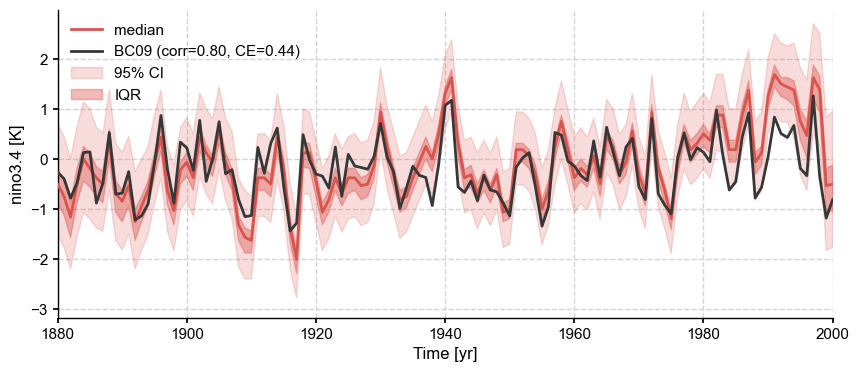 median
BC09 (corr=0.80, CE=0.44)
95% CI
IQR
nino3.4 [K]
2
1
0
−1
−2
−3
1880
1900
1920
1940
1960
1980
2000
Time [yr]